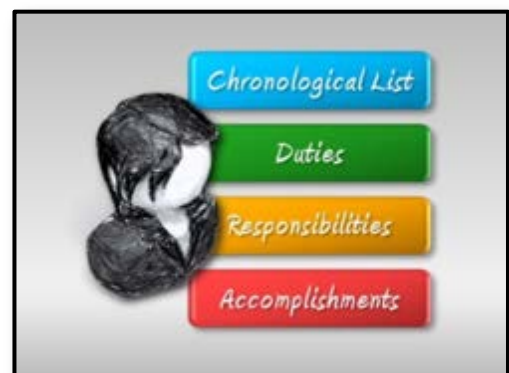 Chronological List
Duties
Responsibilities
Accomplishments